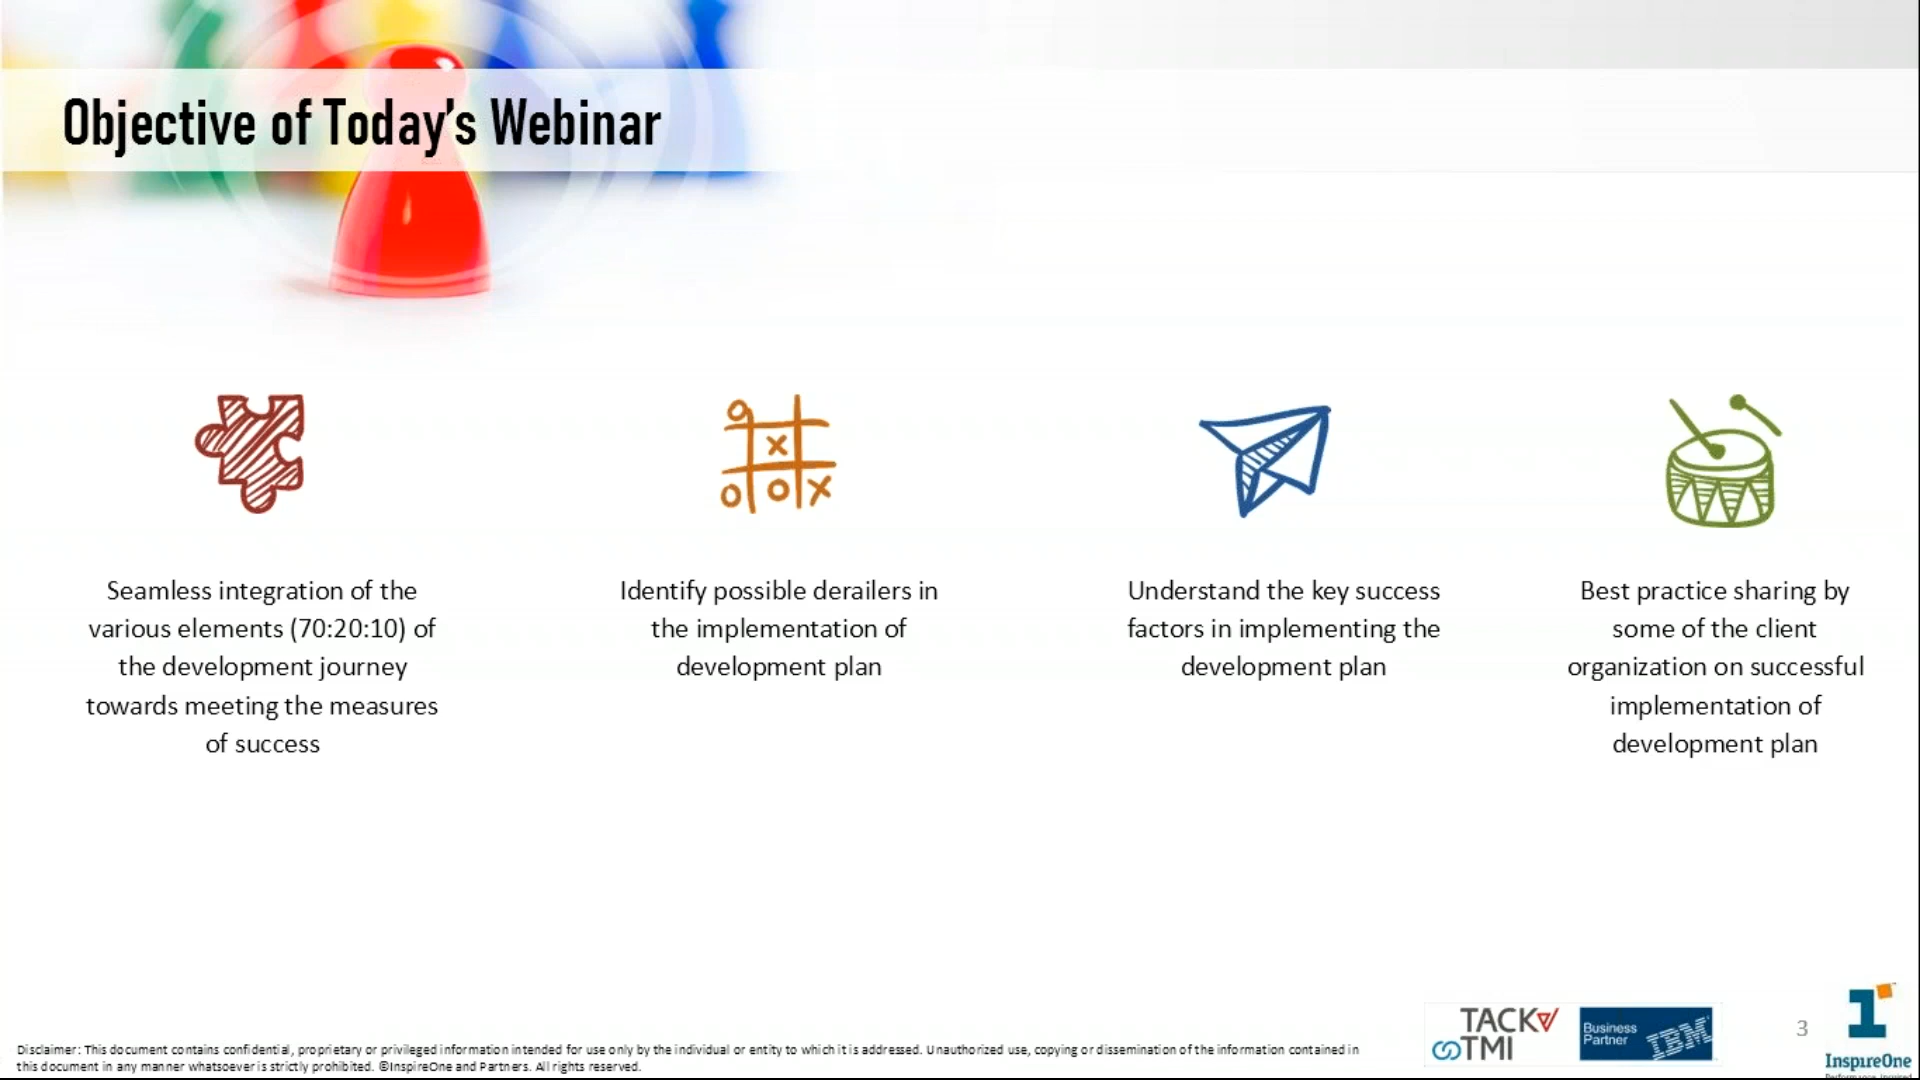 Objective of Today's Webinar
Seamless integration of the
various elements (70:20:10) of
the development journey
towards meeting the measures
of success
Identify possible derailers in
the implementation of
development plan
Understand the key success
factors in implementing the
development plan
Best practice sharing by
some of the client
organization on successful
implementation of
development plan
TACK
TMI
Business
Partner
IBM
3
InspireOne
Performance. Inspired
Disclaimer: This document contains confidential, proprietary or privileged information intended for use only by the individual or entity to which it is addressed. Unauthorized use, copying or dissemination of the information contained in
this document in any manner whatsoever is strictly prohibited. ©InspireOne and Partners. All rights reserved.